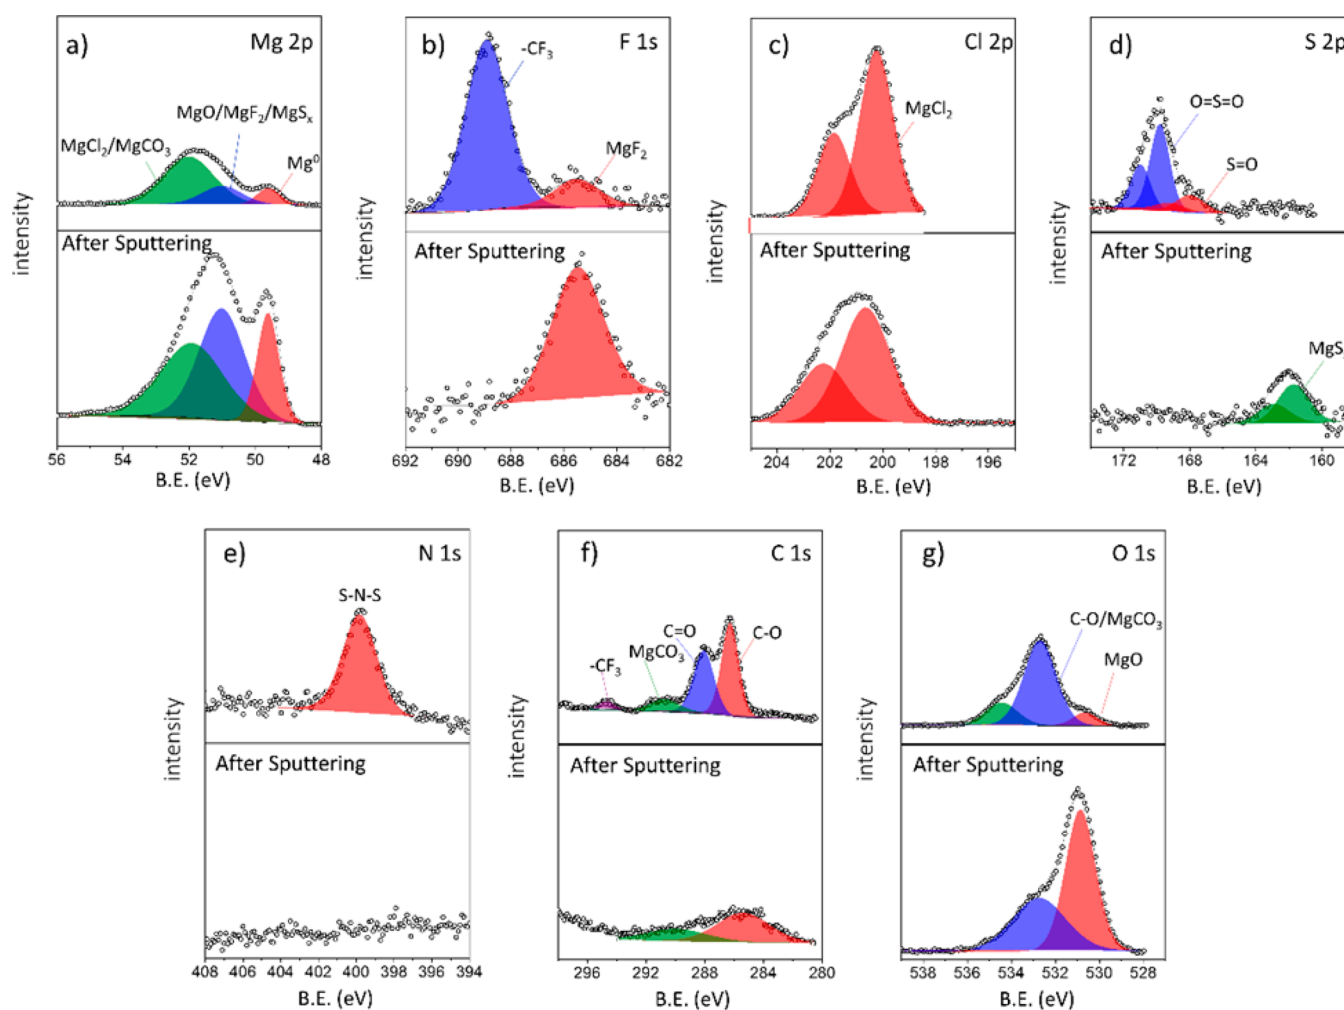 a) Mg 2p
MgO/MgF₂/MgSₓ
MgCl₂/MgCO₃
Mg⁰
intensity
After Sputtering
56 54 52 50 48
B.E. (eV)
b) F 1s
-CF₃
MgF₂
intensity
After Sputtering
692 690 688 686 684 682
B.E. (eV)
c) Cl 2p
MgCl₂
intensity
After Sputtering
204 202 200 198 196
B.E. (eV)
d) S 2p
O=S=O
S=O
intensity
After Sputtering
MgS
172 168 164 160
B.E. (eV)
e) N 1s
S-N-S
intensity
After Sputtering
408 406 404 402 400 398 396 394
B.E. (eV)
f) C 1s
C=O
C-O
MgCO₃
-CF₃
intensity
After Sputtering
296 292 288 284 280
B.E. (eV)
g) O 1s
C-O/MgCO₃
MgO
intensity
After Sputtering
538 536 534 532 530 528
B.E. (eV)